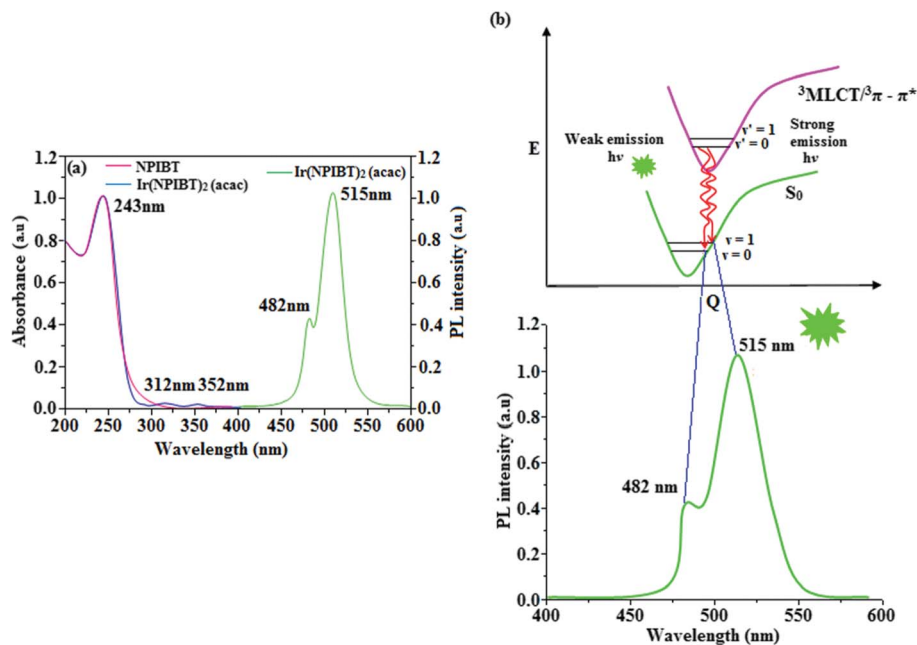 (b)
³MLCT/³π - π*
E
Weak emission
hν
v' = 1
v' = 0
Strong
emission
hν
S₀
v = 1
v = 0
Q
(a)
NPIBT
Ir(NPIBT)₂ (acac)
Ir(NPIBT)₂ (acac)
243nm
515nm
482nm
312nm
352nm
1.2
1.0
0.8
0.6
0.4
0.2
0.0
Absorbance (a.u)
1.2
1.0
0.8
0.6
0.4
0.2
0.0
PL intensity (a.u)
200 250 300 350 400 450 500 550 600
Wavelength (nm)
515 nm
482 nm
1.2
1.0
0.8
0.6
0.4
0.2
0.0
PL intensity (a.u)
400 450 500 550 600
Wavelength (nm)